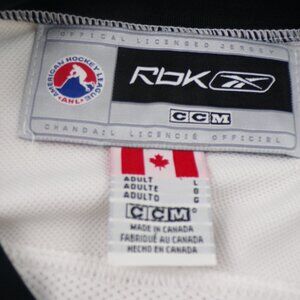 OFFICIAL LICENSED JERSEY
AMERICAN HOCKEY LEAGUE
AHL
Rbk
CCM
CHANDAIL LICENCIÉ OFFICIEL
ADULT L
ADULTE G
ADULTO G
CCM
MADE IN CANADA
FABRIQUÉ AU CANADA
HECHO EN CANADA